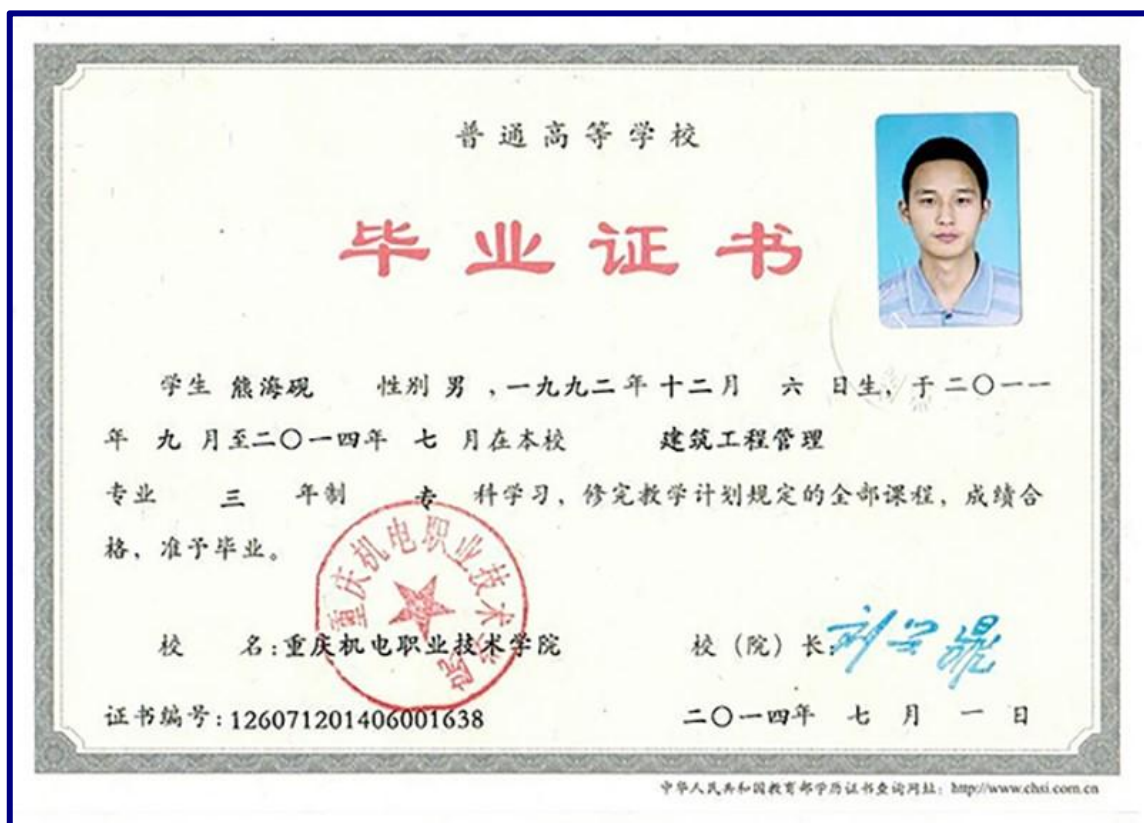 普通高等学校
毕业证书
学生 熊海砚 性别 男 ,一九九二年 十二月 六 日生, 于二〇一一
年 九 月至二〇一四年 七 月在本校 建筑工程管理
专业 三 年制 专 科学习, 修完教学计划规定的全部课程, 成绩合
格, 准予毕业。
重庆机电职业技术学院
校 名:重庆机电职业技术学院 校 (院) 长:
证书编号:126071201406001638 二〇一四年 七 月 一 日
中华人民共和国教育部学历证书查询网址: http://www.chsi.com.cn